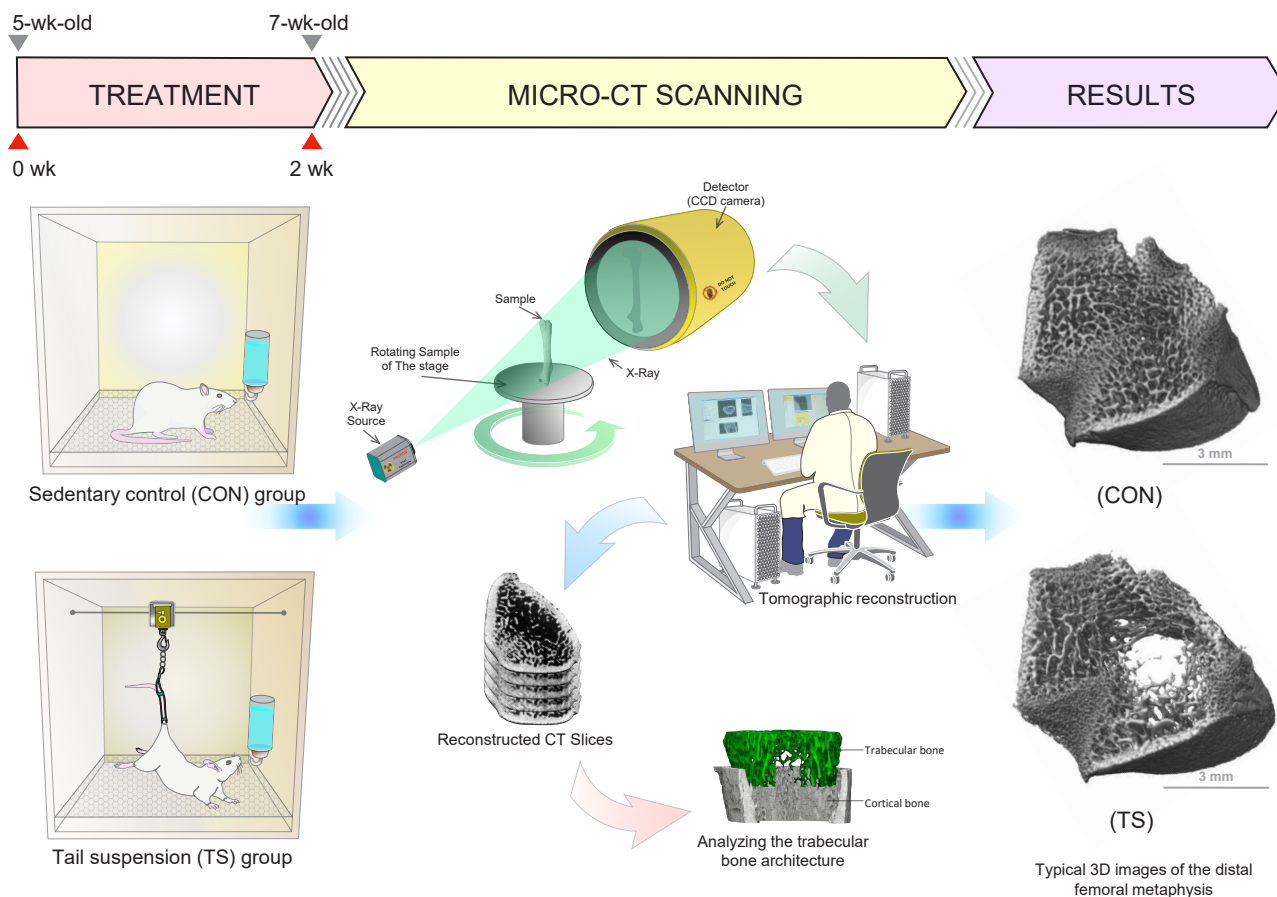 5-wk-old
7-wk-old
TREATMENT
MICRO-CT SCANNING
RESULTS
0 wk
2 wk
Detector
(CCD camera)
DO NOT
TOUCH
Sample
Rotating Sample
of The stage
X-Ray
X-Ray
Source
Sedentary control (CON) group
3 mm
(CON)
Tomographic reconstruction
Reconstructed CT Slices
Trabecular bone
Cortical bone
Analyzing the trabecular
bone architecture
Tail suspension (TS) group
3 mm
(TS)
Typical 3D images of the distal
femoral metaphysis